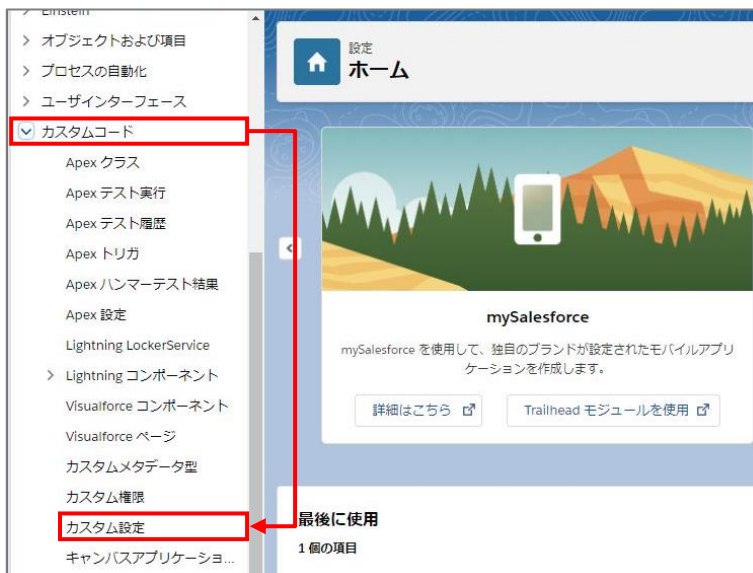 Einstein
オブジェクトおよび項目
プロセスの自動化
ユーザインターフェース
カスタムコード
Apex クラス
Apex テスト実行
Apex テスト履歴
Apex トリガ
Apex ハンマーテスト結果
Apex 設定
Lightning LockerService
Lightning コンポーネント
Visualforce コンポーネント
Visualforce ページ
カスタムメタデータ型
カスタム権限
カスタム設定
キャンバスアプリケーショ...
設定
ホーム
mySalesforce
mySalesforce を使用して、独自のブランドが設定されたモバイルアプリ
ケーションを作成します。
詳細はこちら
Trailhead モジュールを使用
最後に使用
1 個の項目